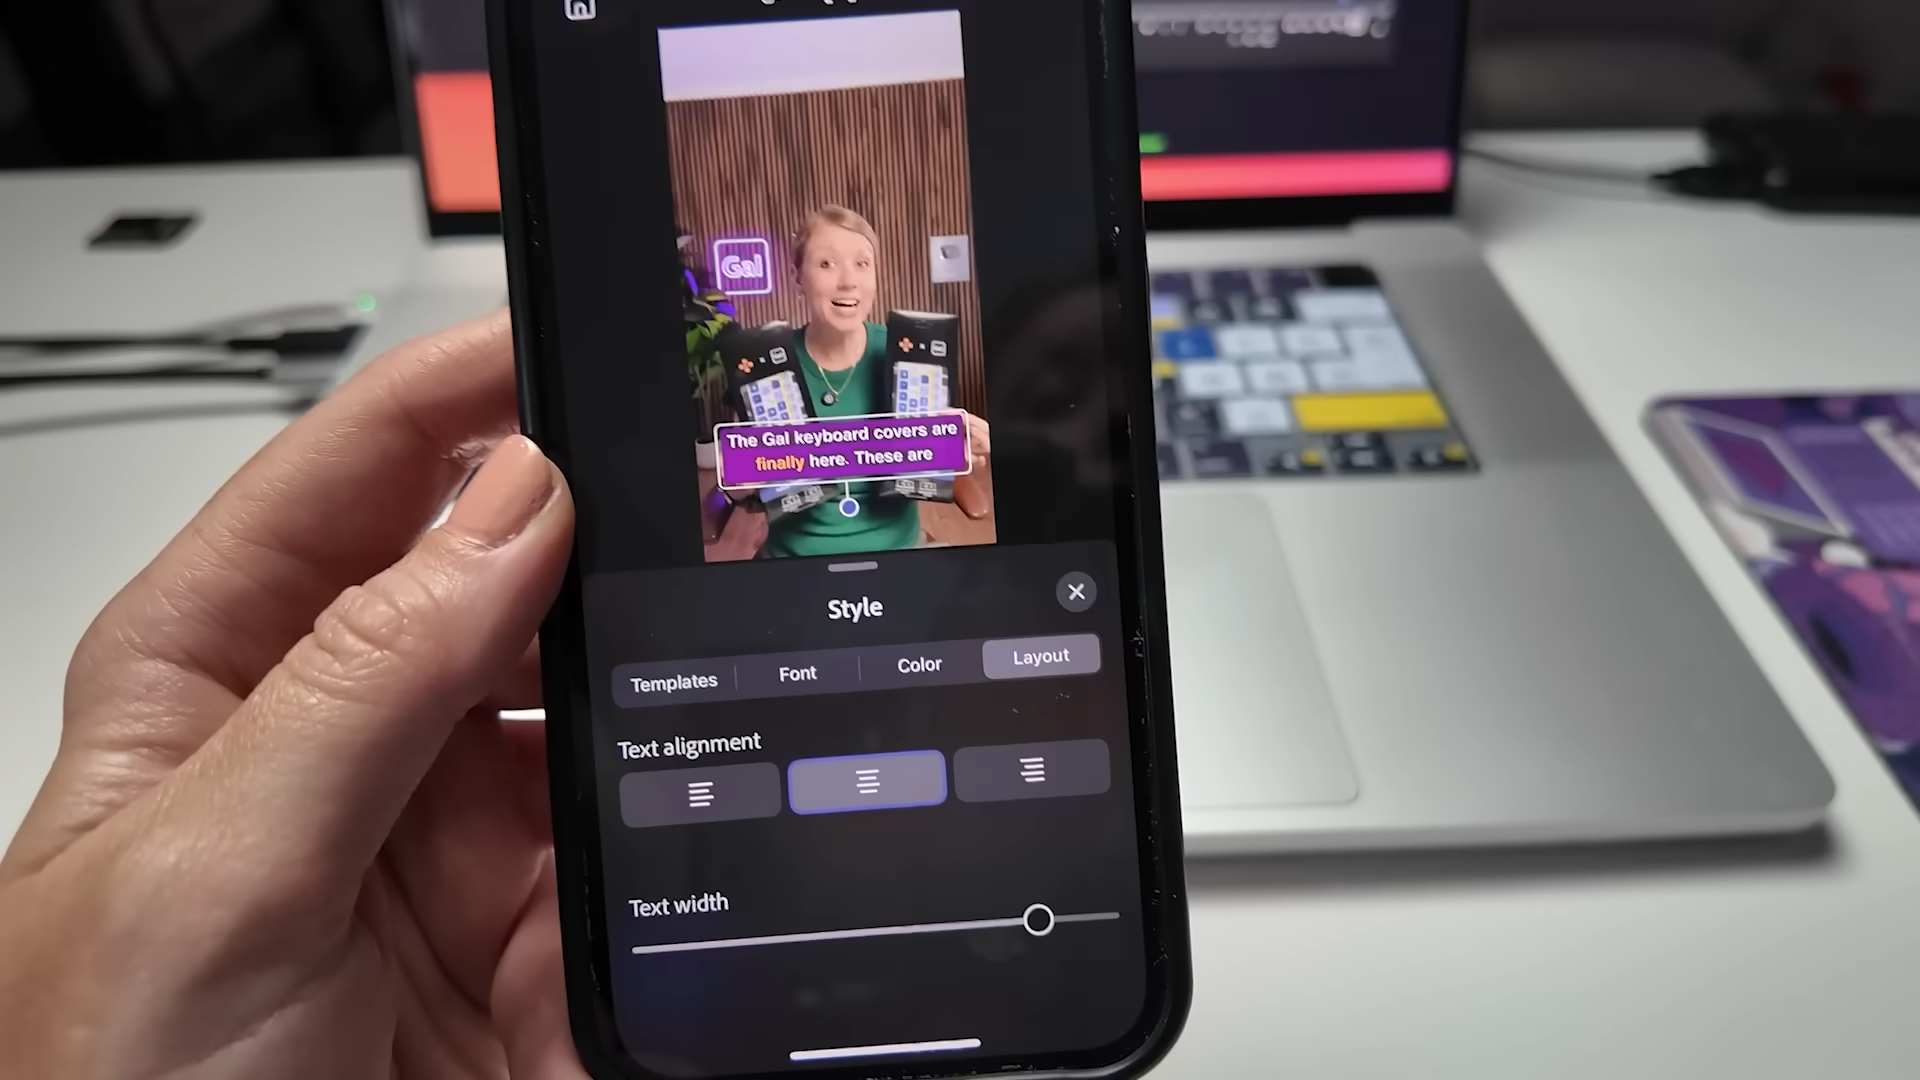 Gal
The Gal keyboard covers are
finally here. These are
Style
Templates
Font
Color
Layout
Text alignment
Text width